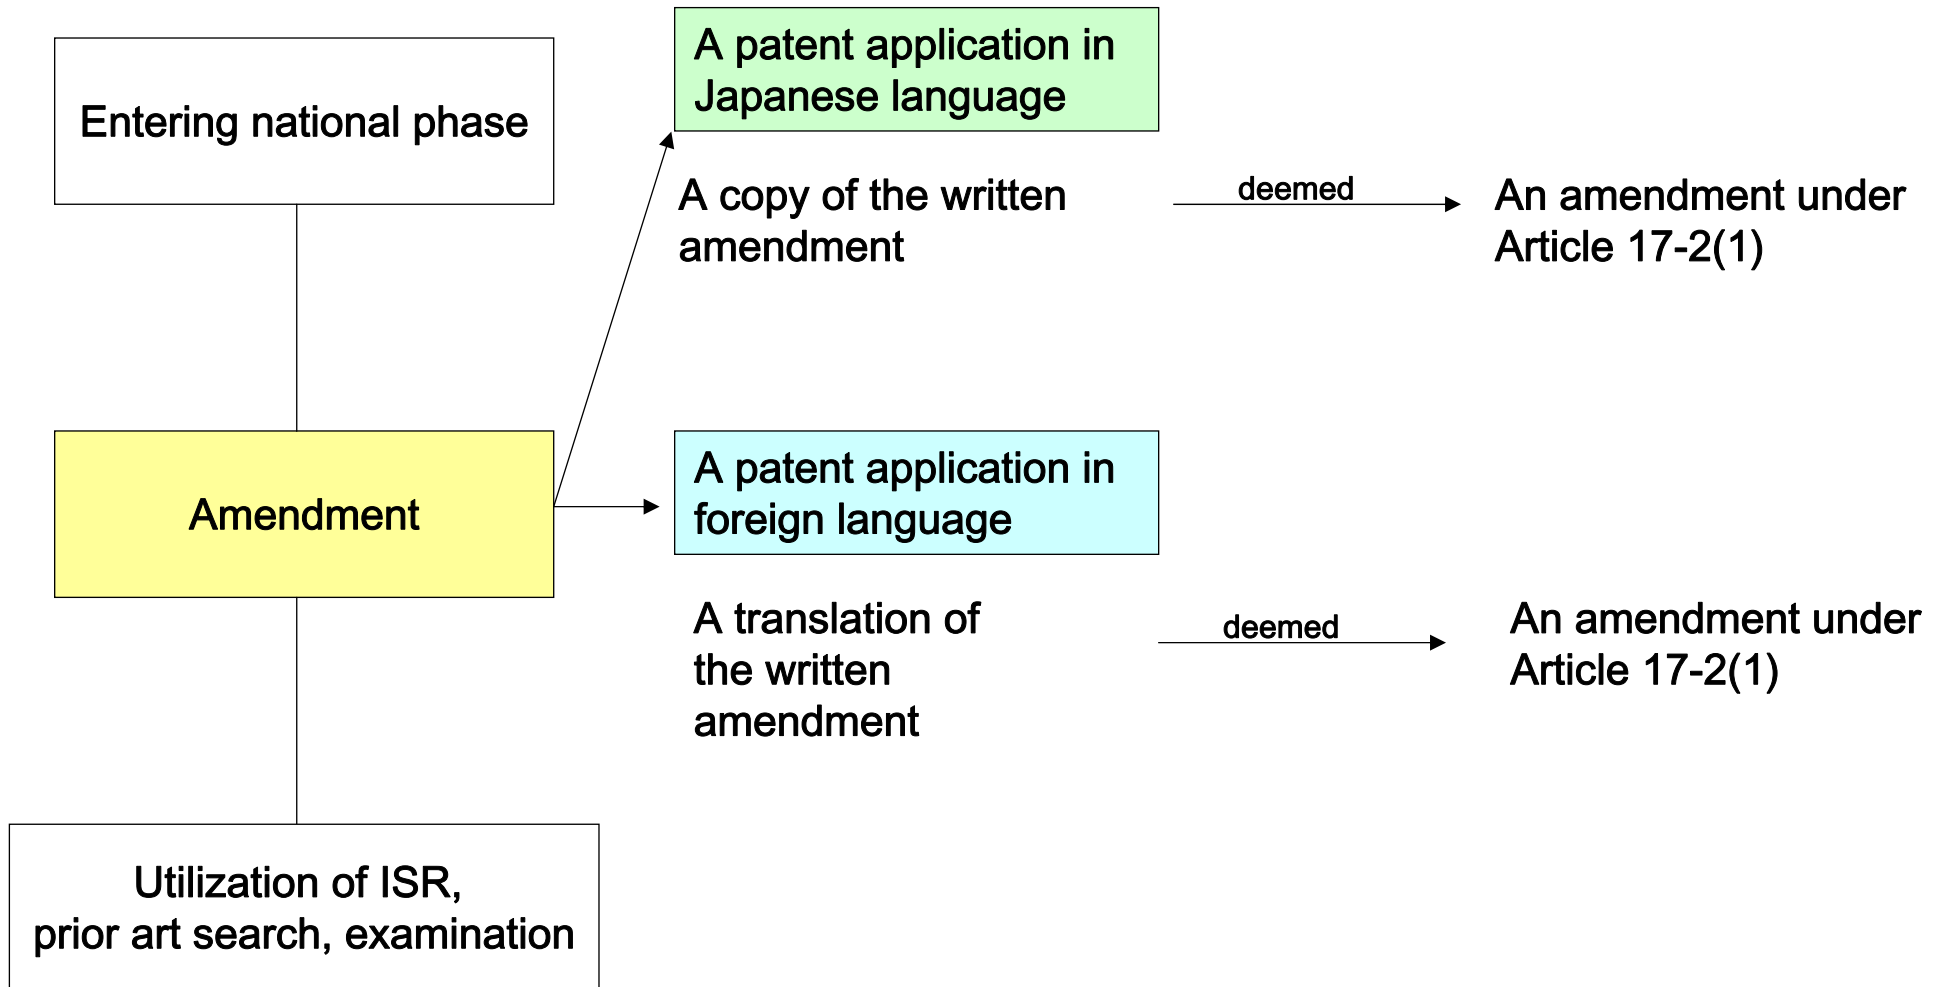 Entering national phase
A patent application in
Japanese language
A copy of the written
amendment
deemed
An amendment under
Article 17-2(1)
Amendment
A patent application in
foreign language
A translation of
the written
amendment
deemed
An amendment under
Article 17-2(1)
Utilization of ISR,
prior art search, examination